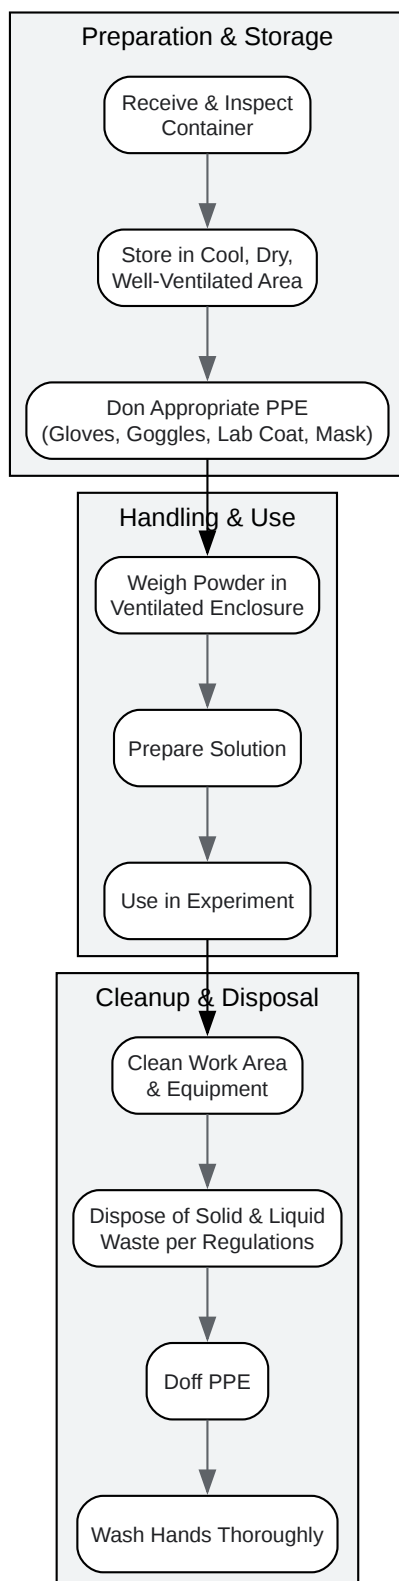 Preparation & Storage
Receive & Inspect
Container
Store in Cool, Dry,
Well-Ventilated Area
Don Appropriate PPE
(Gloves, Goggles, Lab Coat, Mask)
Handling & Use
Weigh Powder in
Ventilated Enclosure
Prepare Solution
Use in Experiment
Cleanup & Disposal
Clean Work Area
& Equipment
Dispose of Solid & Liquid
Waste per Regulations
Doff PPE
Wash Hands Thoroughly